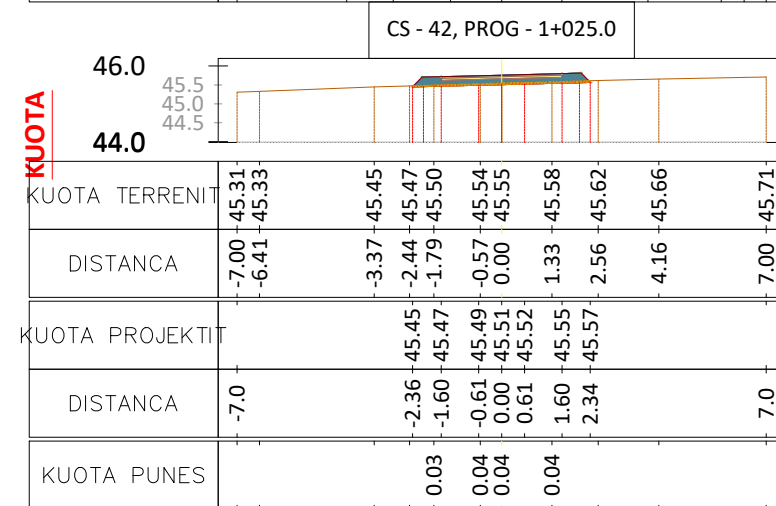 CS - 42, PROG - 1+025.0
KUOTA
46.0
45.5
45.0
44.5
44.0
KUOTA TERRENIT 45.31 45.33 45.45 45.47 45.50 45.54 45.55 45.58 45.62 45.66 45.71
DISTANCA -7.00 -6.41 -3.37 -2.44 -1.79 -0.57 0.00 1.33 2.56 4.16 7.00
KUOTA PROJEKTIT 45.45 45.47 45.49 45.51 45.52 45.55 45.57
DISTANCA -7.0 -2.36 -1.60 -0.61 0.00 0.61 1.60 2.34 7.0
KUOTA PUNES 0.03 0.04 0.04 0.04